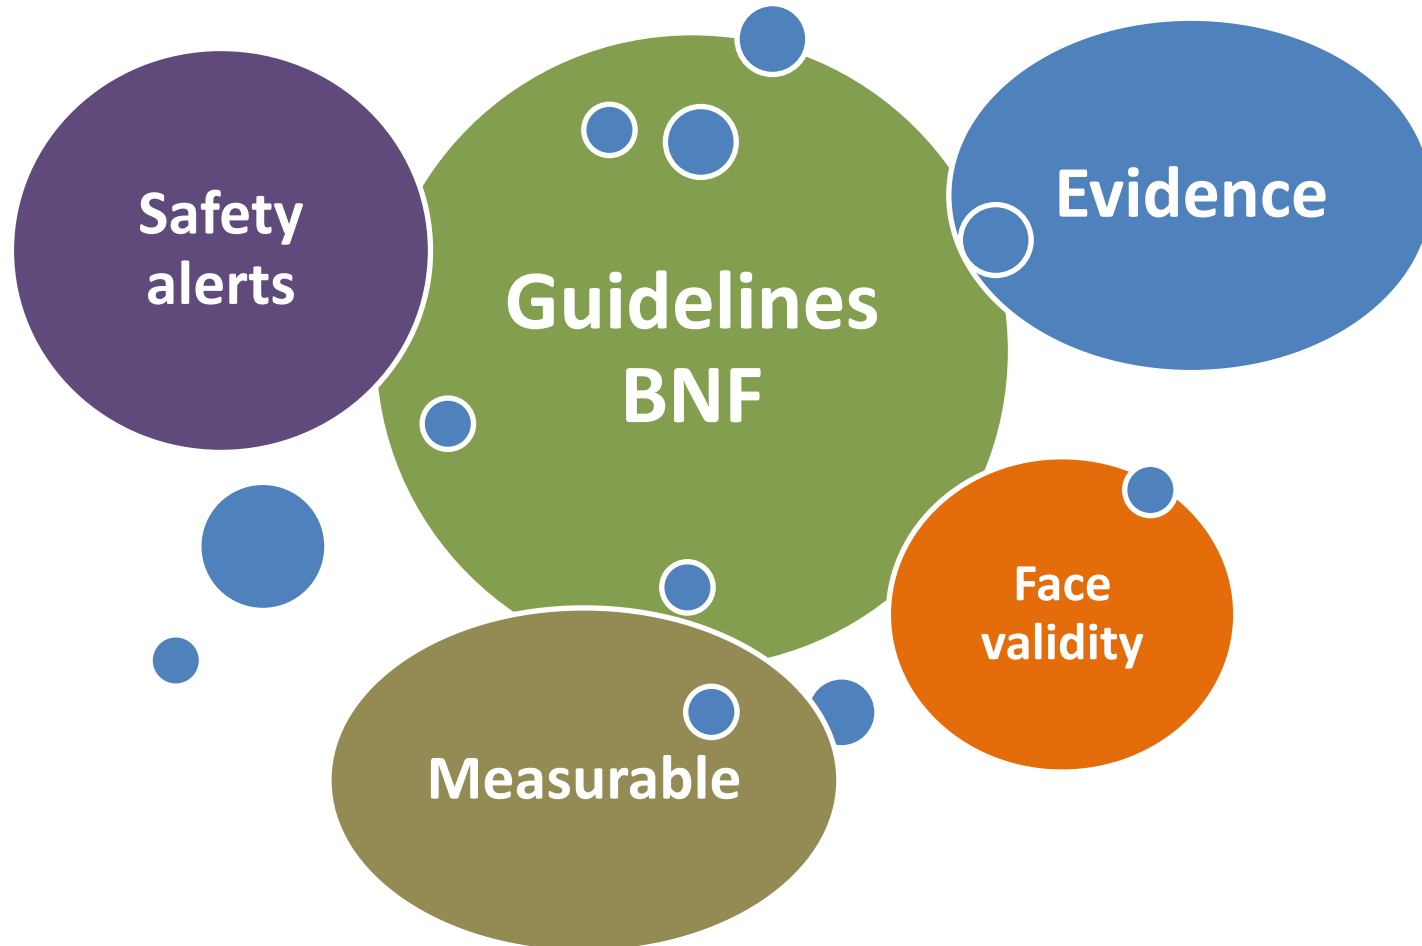 Safety
alerts
Guidelines
BNF
Evidence
Face
validity
Measurable